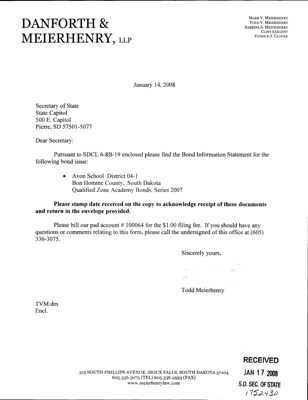 DANFORTH &
MEIERHENRY, LLP
MARK V. MEIERHENRY
TODD V. MEIERHENRY
SABRINA S. MEIERHENRY
CLINT SARGENT
PATRICK J. GLOVER
January 14, 2008
Secretary of State
State Capitol
500 E. Capitol
Pierre, SD 57501-5077
Dear Secretary:
Pursuant to SDCL 6-8B-19 enclosed please find the Bond Information Statement for the
following bond issue:
• Avon School District 04-1
Bon Homme County, South Dakota
Qualified Zone Academy Bonds, Series 2007
Please stamp date received on the copy to acknowledge receipt of these documents
and return in the envelope provided.
Please bill our pad account # 100064 for the $1.00 filing fee. If you should have any
questions or comments relating to this form, please call the undersigned of this office at (605)
336-3075.
Sincerely yours,
Todd Meierhenry
TVM:dm
Encl.
315 SOUTH PHILLIPS AVENUE, SIOUX FALLS, SOUTH DAKOTA 57104
605.336.3075 (TEL) 605.336.2593 (FAX)
www.meierhenrylaw.com
RECEIVED
JAN 17 2008
S.D. SEC. OF STATE
1752430